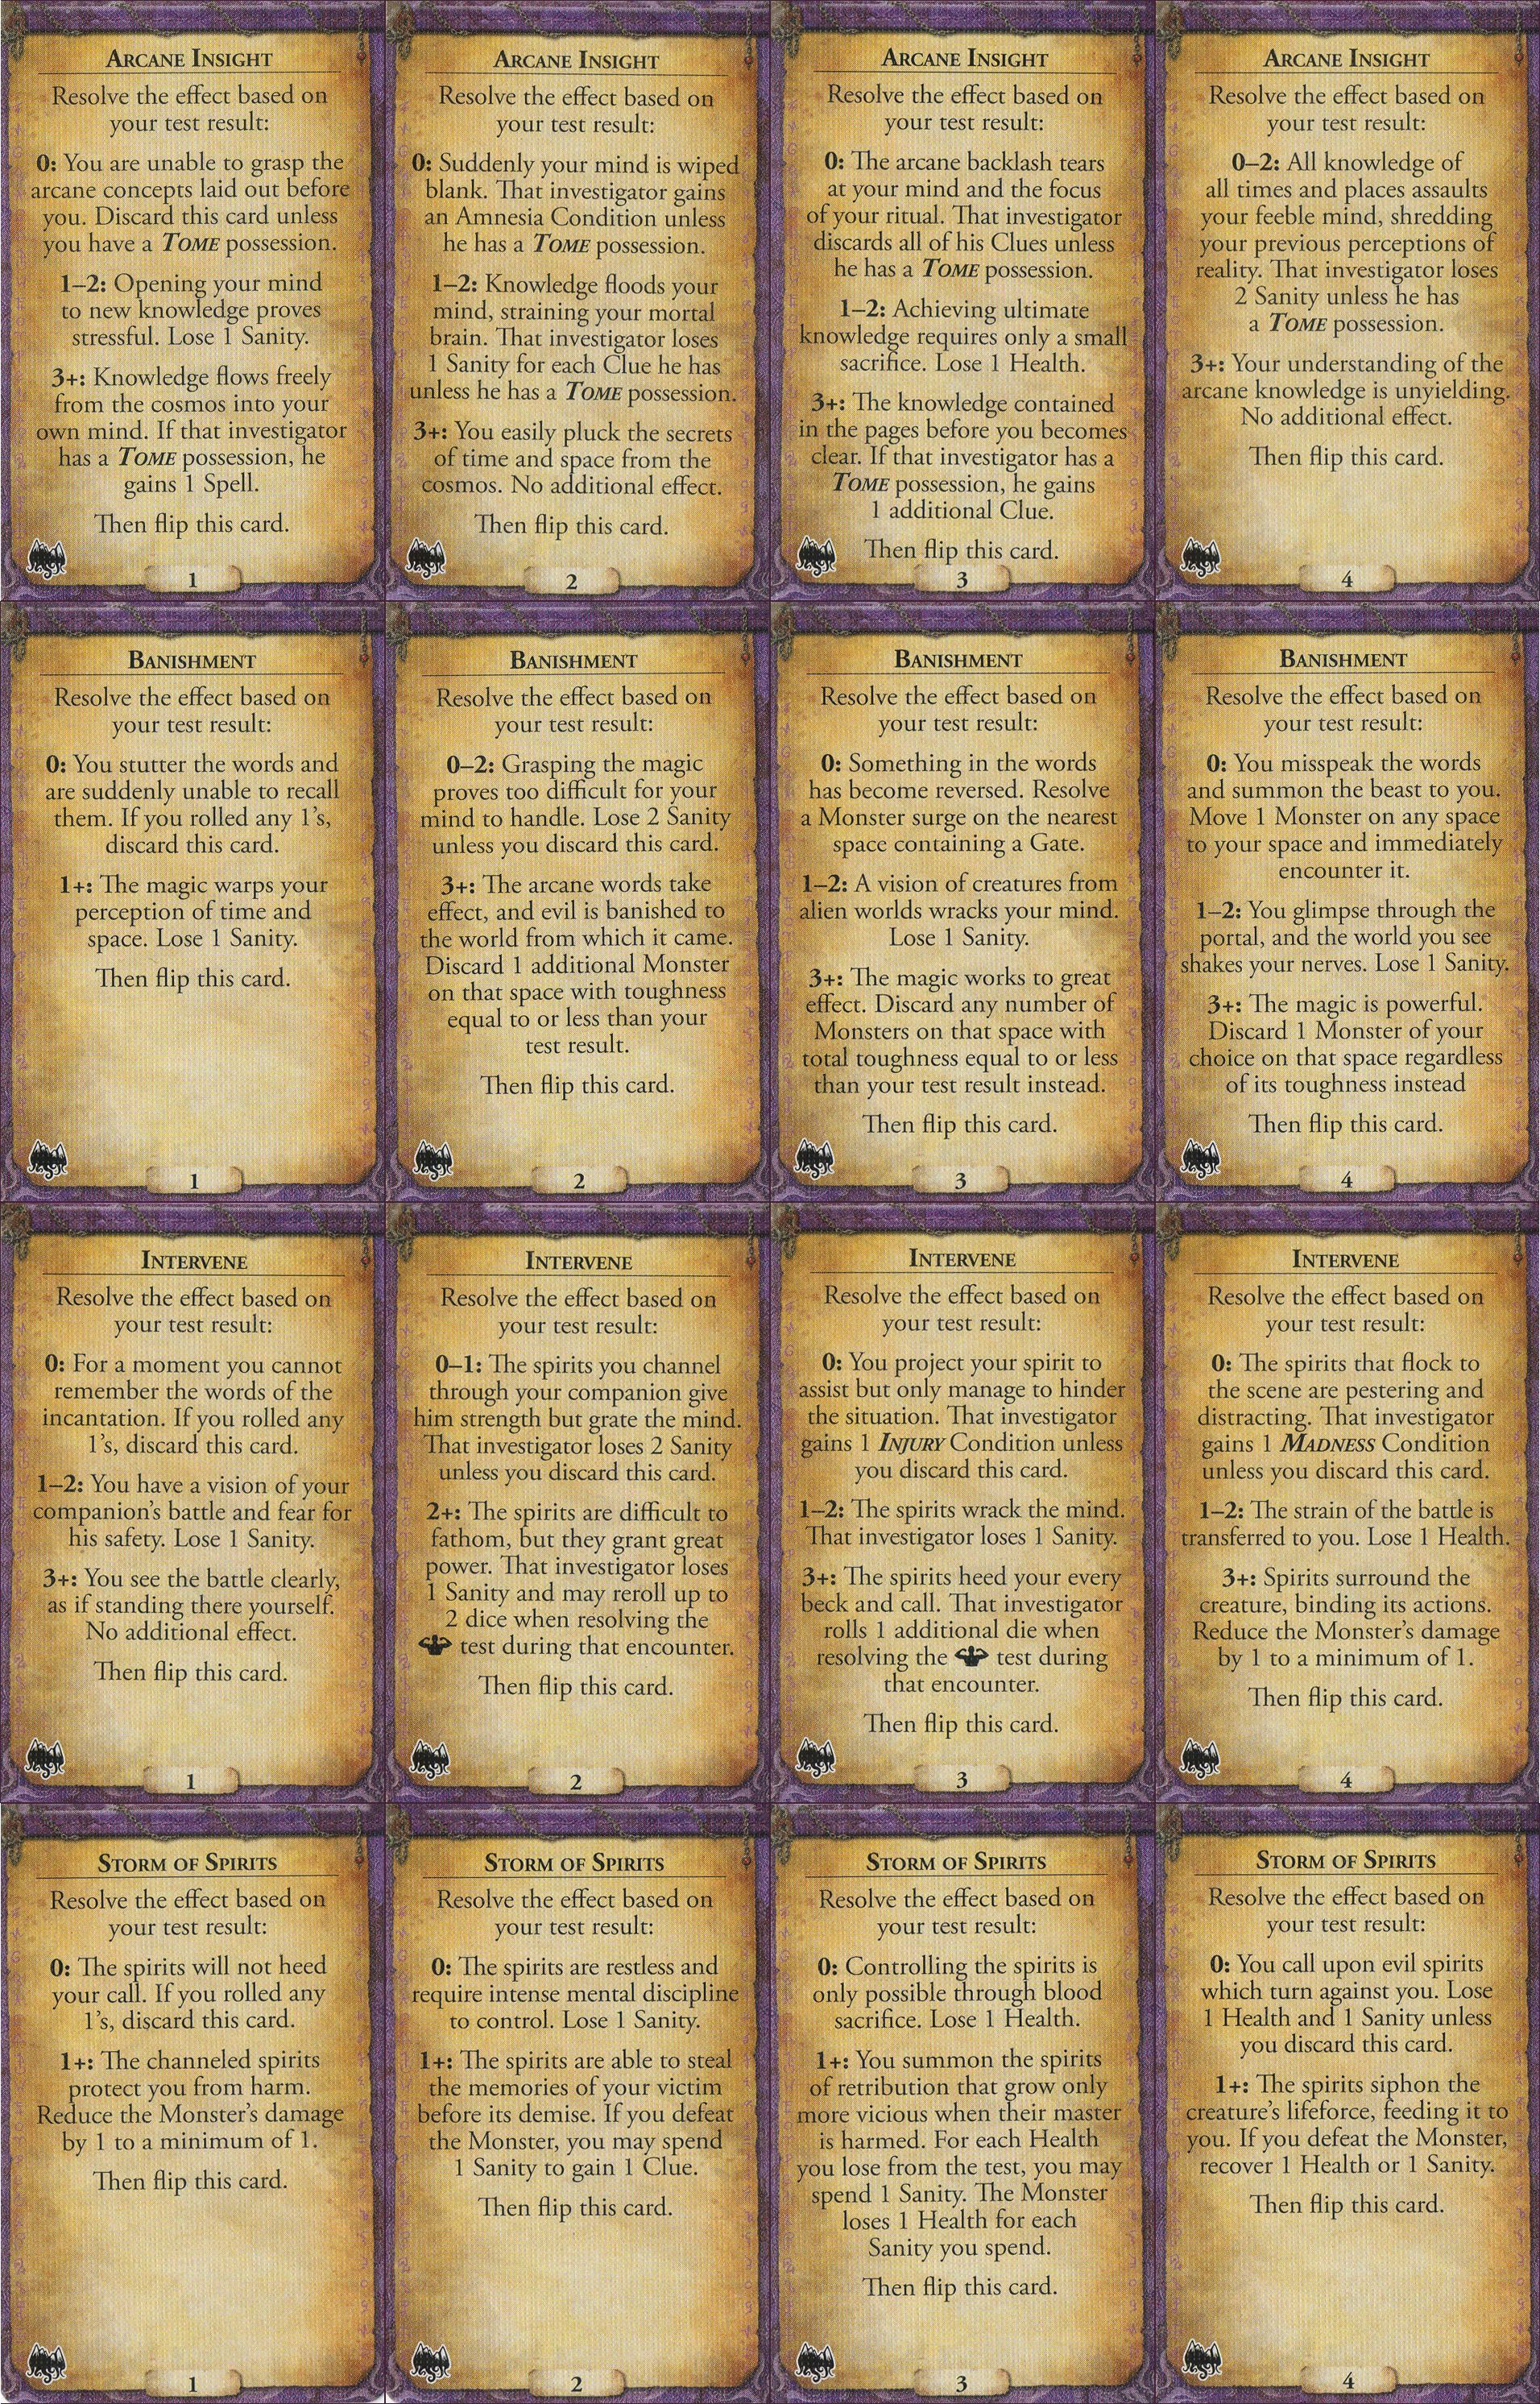 ARCANE INSIGHT
Resolve the effect based on
your test result:
0: You are unable to grasp the
arcane concepts laid out before
you. Discard this card unless
you have a TOME possession.
1–2: Opening your mind
to new knowledge proves
stressful. Lose 1 Sanity.
3+: Knowledge flows freely
from the cosmos into your
own mind. If that investigator
has a TOME possession, he
gains 1 Spell.
Then flip this card.
1
ARCANE INSIGHT
Resolve the effect based on
your test result:
0: Suddenly your mind is wiped
blank. That investigator gains
an Amnesia Condition unless
he has a TOME possession.
1–2: Knowledge floods your
mind, straining your mortal
brain. That investigator loses
1 Sanity for each Clue he has
unless he has a TOME possession.
3+: You easily pluck the secrets
of time and space from the
cosmos. No additional effect.
Then flip this card.
2
ARCANE INSIGHT
Resolve the effect based on
your test result:
0: The arcane backlash tears
at your mind and the focus
of your ritual. That investigator
discards all of his Clues unless
he has a TOME possession.
1–2: Achieving ultimate
knowledge requires only a small
sacrifice. Lose 1 Health.
3+: The knowledge contained
in the pages before you becomes
clear. If that investigator has a
TOME possession, he gains
1 additional Clue.
Then flip this card.
3
ARCANE INSIGHT
Resolve the effect based on
your test result:
0–2: All knowledge of
all times and places assaults
your feeble mind, shredding
your previous perceptions of
reality. That investigator loses
2 Sanity unless he has
a TOME possession.
3+: Your understanding of the
arcane knowledge is unyielding.
No additional effect.
Then flip this card.
4
BANISHMENT
Resolve the effect based on
your test result:
0: You stutter the words and
are suddenly unable to recall
them. If you rolled any 1's,
discard this card.
1+: The magic warps your
perception of time and
space. Lose 1 Sanity.
Then flip this card.
1
BANISHMENT
Resolve the effect based on
your test result:
0–2: Grasping the magic
proves too difficult for your
mind to handle. Lose 2 Sanity
unless you discard this card.
3+: The arcane words take
effect, and evil is banished to
the world from which it came.
Discard 1 additional Monster
on that space with toughness
equal to or less than your
test result.
Then flip this card.
2
BANISHMENT
Resolve the effect based on
your test result:
0: Something in the words
has become reversed. Resolve
a Monster surge on the nearest
space containing a Gate.
1–2: A vision of creatures from
alien worlds wracks your mind.
Lose 1 Sanity.
3+: The magic works to great
effect. Discard any number of
Monsters on that space with
total toughness equal to or less
than your test result instead.
Then flip this card.
3
BANISHMENT
Resolve the effect based on
your test result:
0: You misspeak the words
and summon the beast to you.
Move 1 Monster on any space
to your space and immediately
encounter it.
1–2: You glimpse through the
portal, and the world you see
shakes your nerves. Lose 1 Sanity.
3+: The magic is powerful.
Discard 1 Monster of your
choice on that space regardless
of its toughness instead
Then flip this card.
4
INTERVENE
Resolve the effect based on
your test result:
0: For a moment you cannot
remember the words of the
incantation. If you rolled any
1's, discard this card.
1–2: You have a vision of your
companion's battle and fear for
his safety. Lose 1 Sanity.
3+: You see the battle clearly,
as if standing there yourself.
No additional effect.
Then flip this card.
1
INTERVENE
Resolve the effect based on
your test result:
0–1: The spirits you channel
through your companion give
him strength but grate the mind.
That investigator loses 2 Sanity
unless you discard this card.
2+: The spirits are difficult to
fathom, but they grant great
power. That investigator loses
1 Sanity and may reroll up to
2 dice when resolving the
test during that encounter.
Then flip this card.
2
INTERVENE
Resolve the effect based on
your test result:
0: You project your spirit to
assist but only manage to hinder
the situation. That investigator
gains 1 INJURY Condition unless
you discard this card.
1–2: The spirits wrack the mind.
That investigator loses 1 Sanity.
3+: The spirits heed your every
beck and call. That investigator
rolls 1 additional die when
resolving the test during
that encounter.
Then flip this card.
3
INTERVENE
Resolve the effect based on
your test result:
0: The spirits that flock to
the scene are pestering and
distracting. That investigator
gains 1 MADNESS Condition
unless you discard this card.
1–2: The strain of the battle is
transferred to you. Lose 1 Health.
3+: Spirits surround the
creature, binding its actions.
Reduce the Monster's damage
by 1 to a minimum of 1.
Then flip this card.
4
STORM OF SPIRITS
Resolve the effect based on
your test result:
0: The spirits will not heed
your call. If you rolled any
1's, discard this card.
1+: The channeled spirits
protect you from harm.
Reduce the Monster's damage
by 1 to a minimum of 1.
Then flip this card.
1
STORM OF SPIRITS
Resolve the effect based on
your test result:
0: The spirits are restless and
require intense mental discipline
to control. Lose 1 Sanity.
1+: The spirits are able to steal
the memories of your victim
before its demise. If you defeat
the Monster, you may spend
1 Sanity to gain 1 Clue.
Then flip this card.
2
STORM OF SPIRITS
Resolve the effect based on
your test result:
0: Controlling the spirits is
only possible through blood
sacrifice. Lose 1 Health.
1+: You summon the spirits
of retribution that grow only
more vicious when their master
is harmed. For each Health
you lose from the test, you may
spend 1 Sanity. The Monster
loses 1 Health for each
Sanity you spend.
Then flip this card.
3
STORM OF SPIRITS
Resolve the effect based on
your test result:
0: You call upon evil spirits
which turn against you. Lose
1 Health and 1 Sanity unless
you discard this card.
1+: The spirits siphon the
creature's lifeforce, feeding it to
you. If you defeat the Monster,
recover 1 Health or 1 Sanity.
Then flip this card.
4